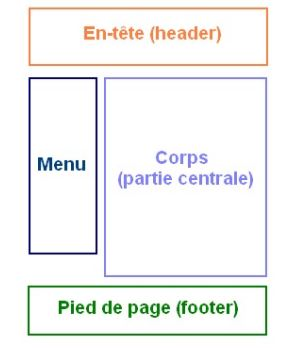 En-tête (header)
Menu
Corps
(partie centrale)
Pied de page (footer)